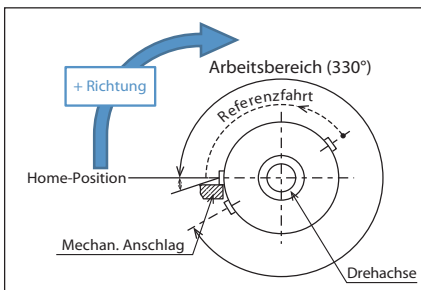 + Richtung
Arbeitsbereich (330°)
Referenzfahrt
Home-Position
Mechan. Anschlag
Drehachse